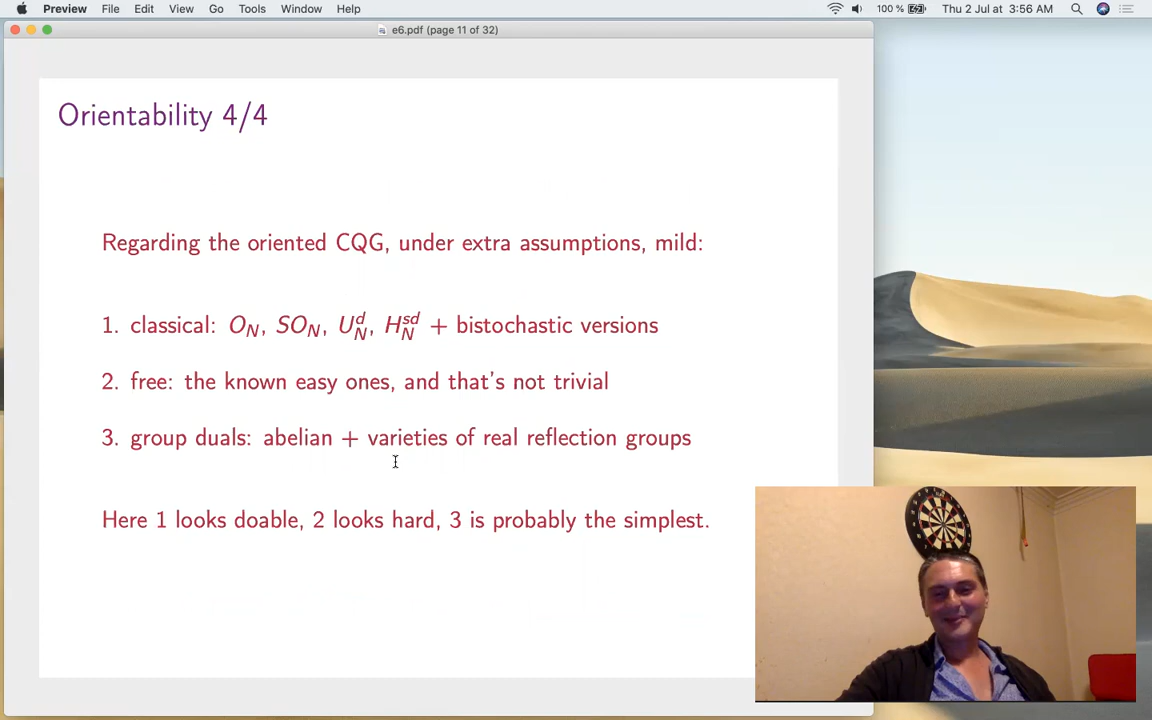 Preview File Edit View Go Tools Window Help 100 % Thu 2 Jul at 3:56 AM
e6.pdf (page 11 of 32)
Orientability 4/4
Regarding the oriented CQG, under extra assumptions, mild:
1. classical: O_N, SO_N, U_N^d, H_N^{sd} + bistochastic versions
2. free: the known easy ones, and that's not trivial
3. group duals: abelian + varieties of real reflection groups
Here 1 looks doable, 2 looks hard, 3 is probably the simplest.